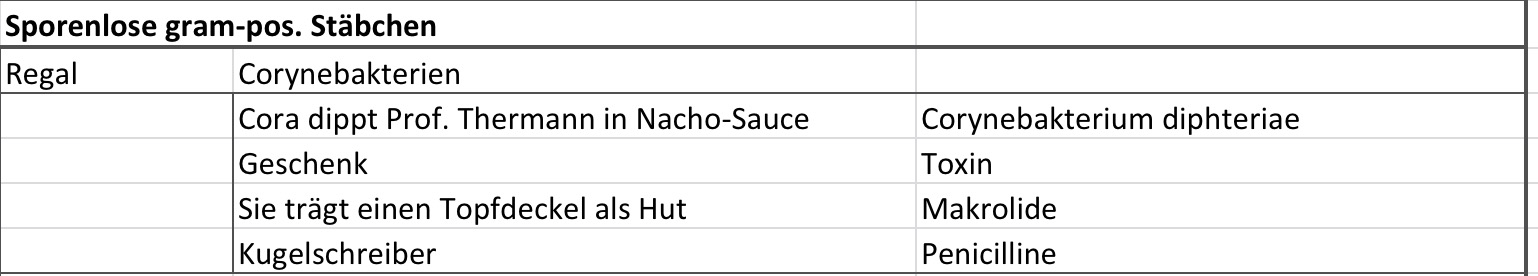 Sporenlose gram-pos. Stäbchen
Regal Corynebakterien
Cora dippt Prof. Thermann in Nacho-Sauce Corynebakterium diphteriae
Geschenk Toxin
Sie trägt einen Topfdeckel als Hut Makrolide
Kugelschreiber Penicilline